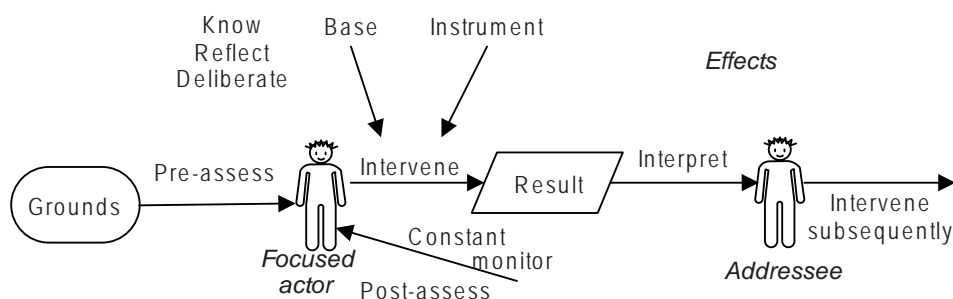 Know
Reflect
Deliberate
Base
Instrument
Effects
Grounds
Pre-assess
Intervene
Result
Interpret
Intervene
subsequently
Focused
actor
Constant
monitor
Post-assess
Addressee